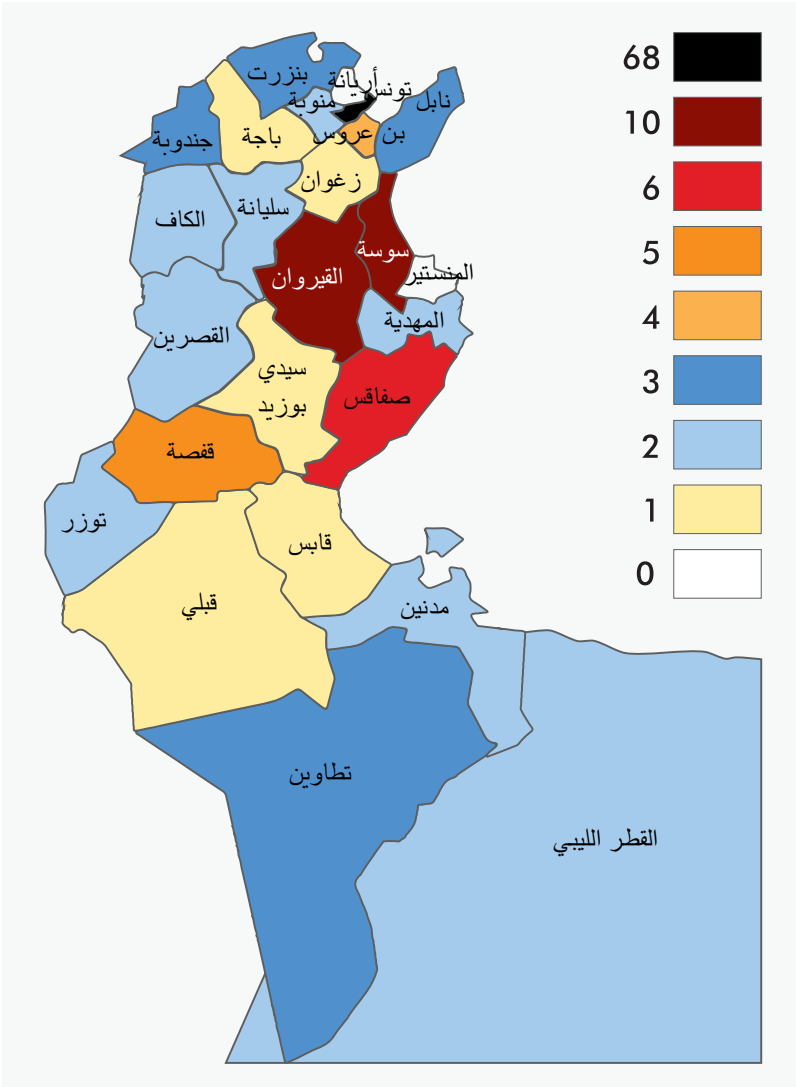 بنزرت
أريانة
تونس
نابل
منوبة
بن عروس
باجة
جندوبة
زغوان
سليانة
الكاف
سوسة
القيروان
المنستير
المهدية
القصرين
سيدي
بوزيد
صفاقس
قفصة
توزر
قابس
قبلي
مدنين
تطاوين
القطر الليبي
68
10
6
5
4
3
2
1
0